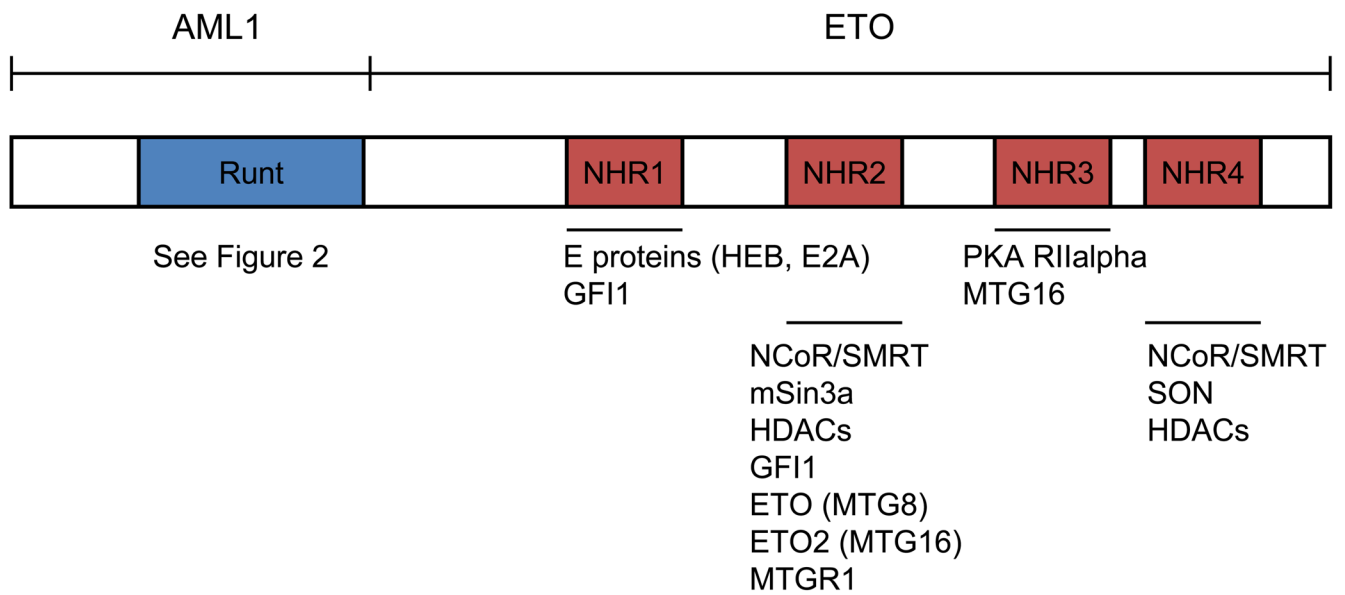 AML1
ETO
Runt
NHR1
NHR2
NHR3
NHR4
See Figure 2
E proteins (HEB, E2A)
GFI1
PKA RIIalpha
MTG16
NCoR/SMRT
mSin3a
HDACs
GFI1
ETO (MTG8)
ETO2 (MTG16)
MTGR1
NCoR/SMRT
SON
HDACs